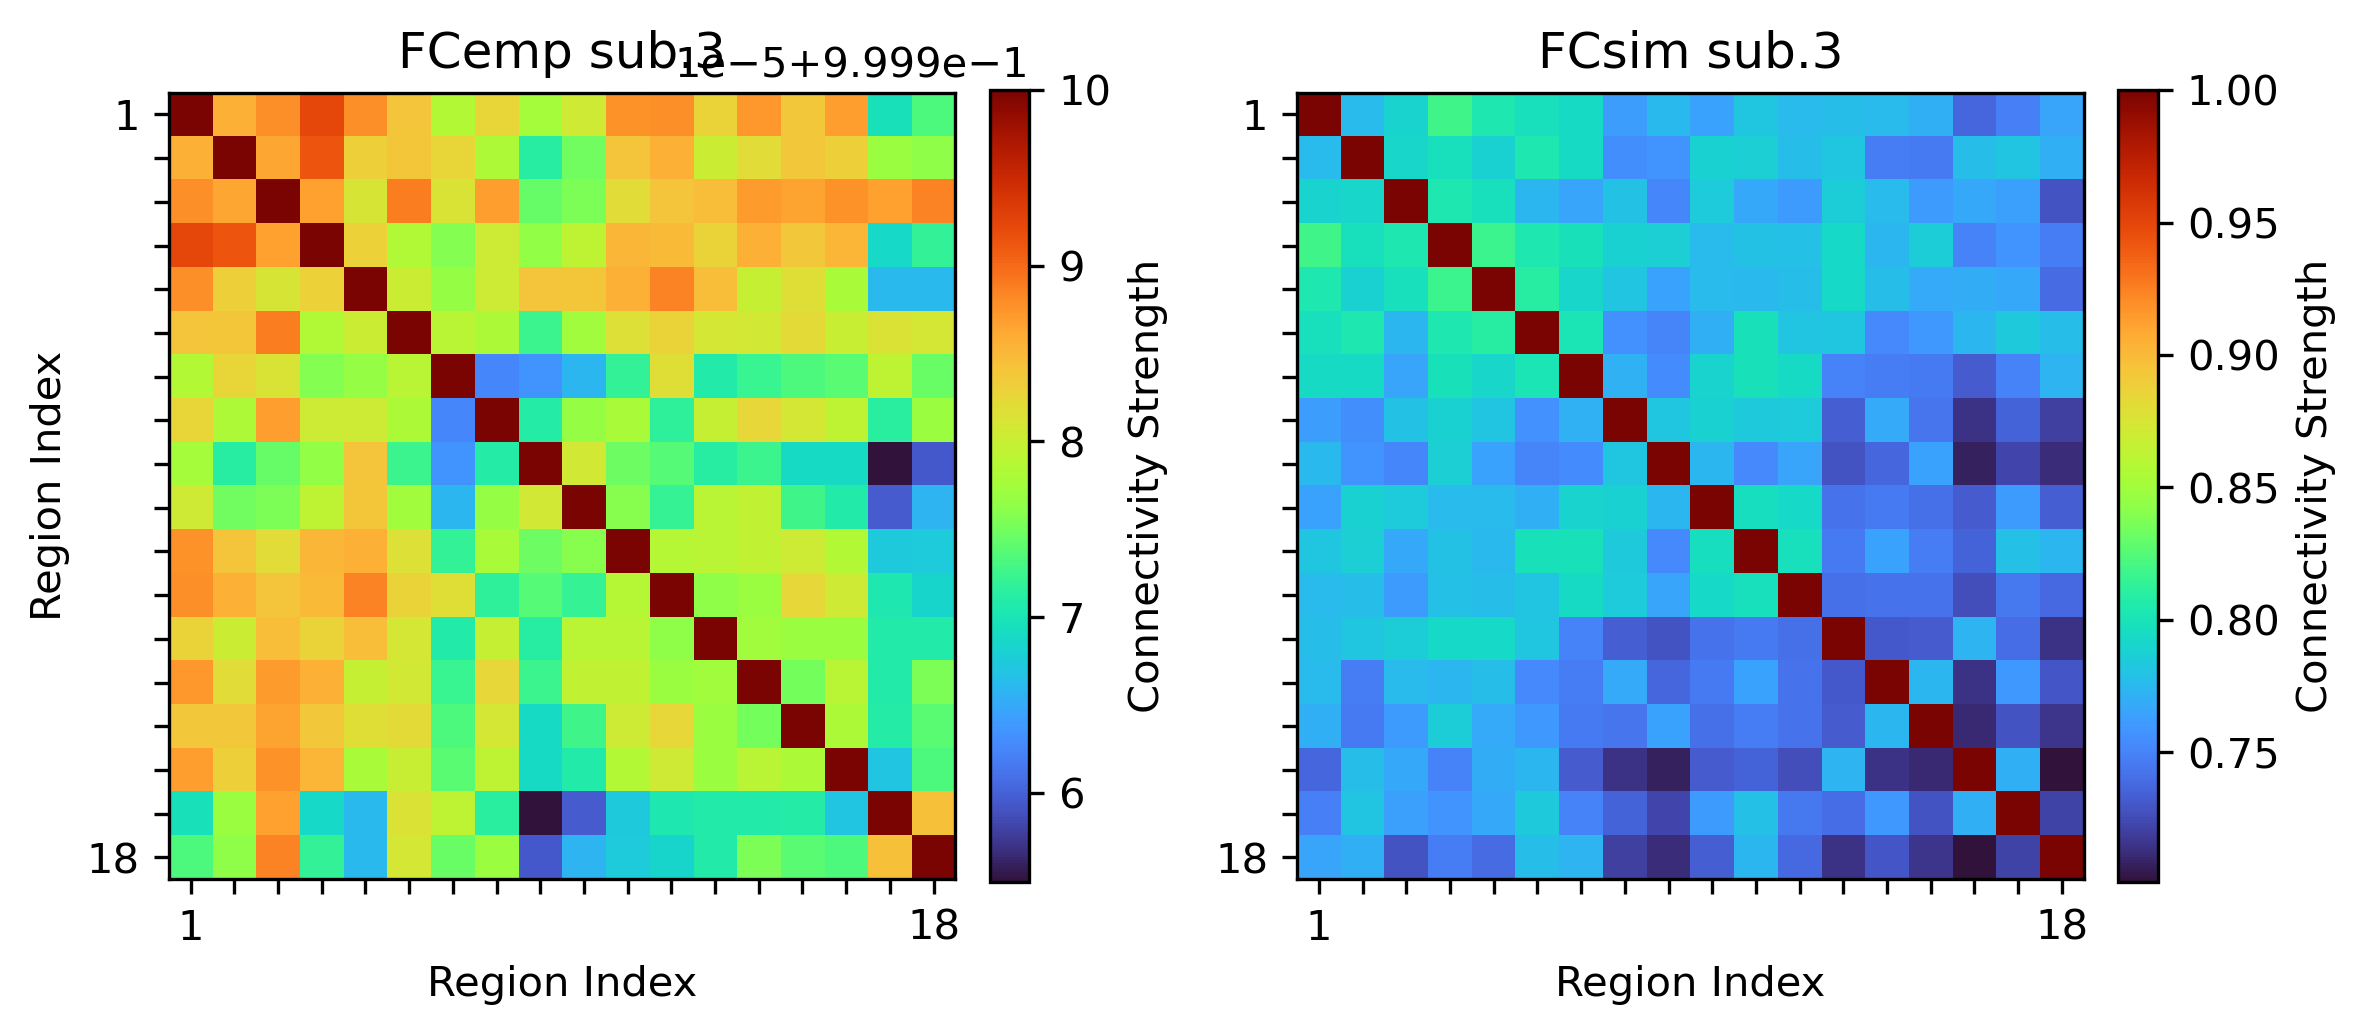 FCemp sub.3
1e−5+9.999e−1
1
18
1
18
Region Index
Region Index
10
9
8
7
6
Connectivity Strength
FCsim sub.3
1
18
1
18
Region Index
1.00
0.95
0.90
0.85
0.80
0.75
Connectivity Strength